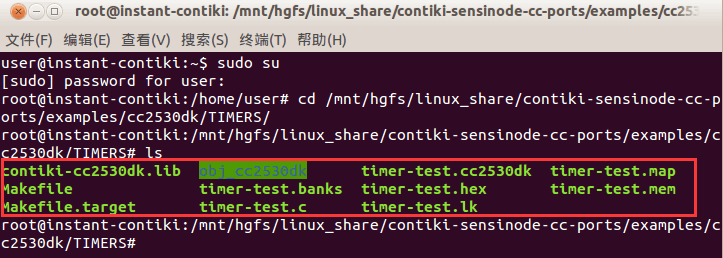 root@instant-contiki: /mnt/hgfs/linux_share/contiki-sensinode-cc-ports/examples/cc253
文件(F) 编辑(E) 查看(V) 搜索(S) 终端(T) 帮助(H)
user@instant-contiki:~$ sudo su
[sudo] password for user:
root@instant-contiki:/home/user# cd /mnt/hgfs/linux_share/contiki-sensinode-cc-p
orts/examples/cc2530dk/TIMERS/
root@instant-contiki:/mnt/hgfs/linux_share/contiki-sensinode-cc-ports/examples/c
c2530dk/TIMERS# ls
contiki-cc2530dk.lib obj_cc2530dk timer-test.cc2530dk timer-test.map
Makefile timer-test.banks timer-test.hex timer-test.mem
Makefile.target timer-test.c timer-test.lk
root@instant-contiki:/mnt/hgfs/linux_share/contiki-sensinode-cc-ports/examples/c
c2530dk/TIMERS#